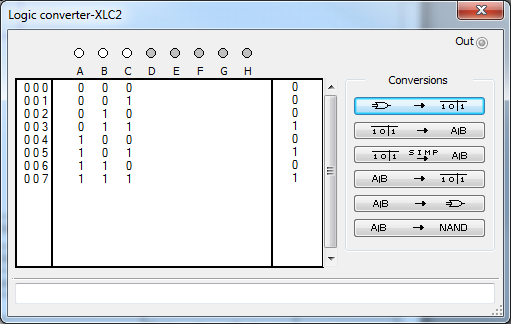 Logic converter-XLC2
Out
A B C D E F G H
000 0 0 0 0
001 0 0 1 0
002 0 1 0 0
003 0 1 1 1
004 1 0 0 0
005 1 0 1 1
006 1 1 0 0
007 1 1 1 1
Conversions
→ 1 0 1
1 0 1 → A|B
1 0 1 SIMP → A|B
A|B → 1 0 1
A|B →
A|B → NAND